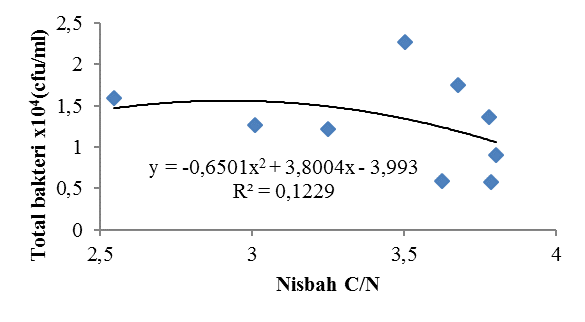 Total bakteri x10⁴(cfu/ml)
2,5
2
1,5
1
0,5
0
y = -0,6501x² + 3,8004x - 3,993
R² = 0,1229
2,5 3 3,5 4
Nisbah C/N